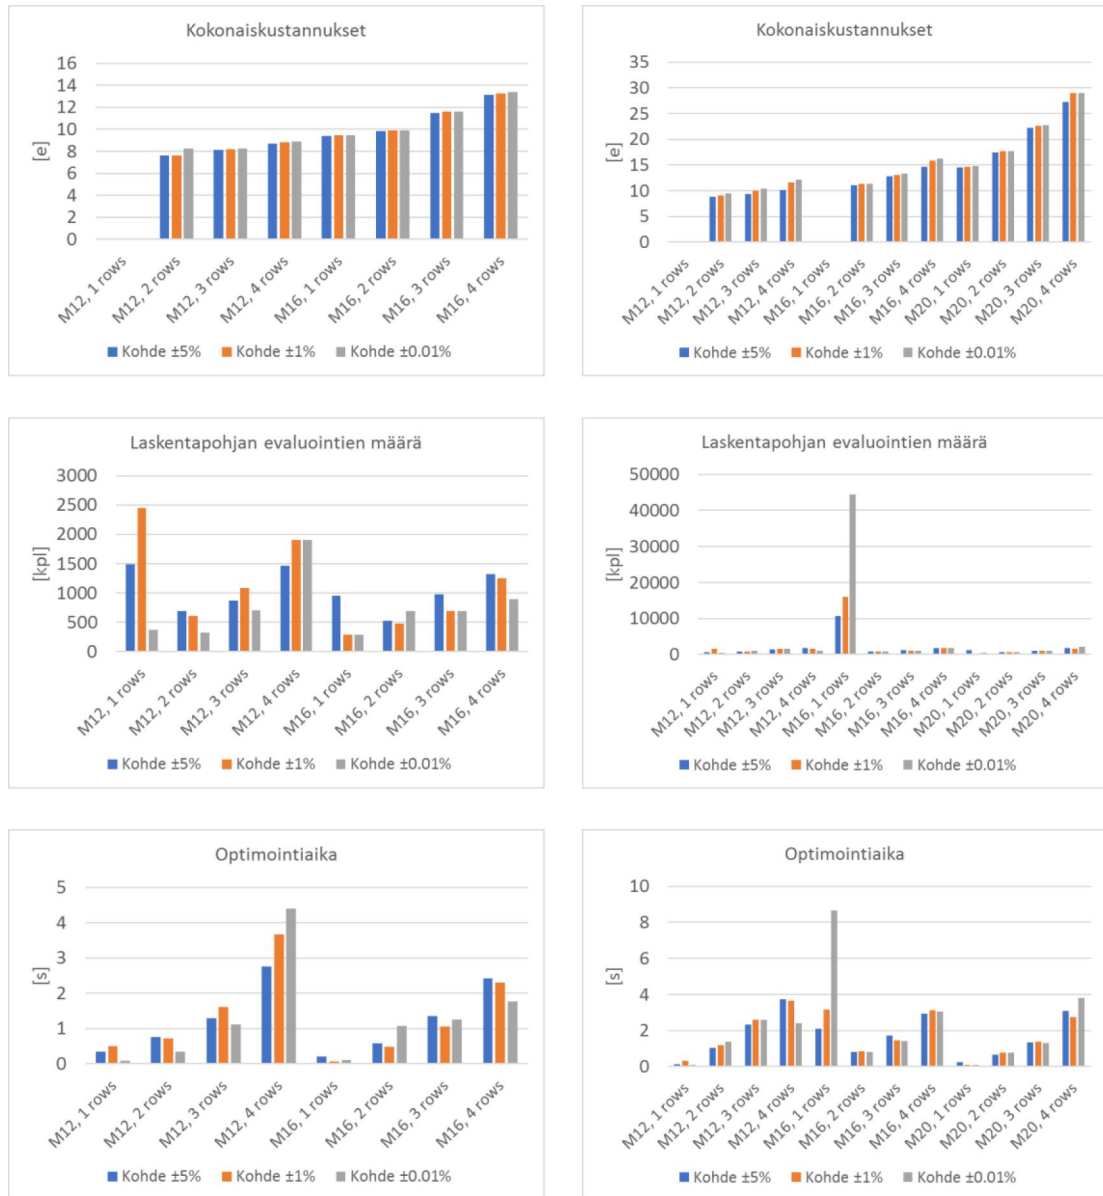 Kokonaiskustannukset
[e]
16
14
12
10
8
6
4
2
0
M12, 1 rows
M12, 2 rows
M12, 3 rows
M12, 4 rows
M16, 1 rows
M16, 2 rows
M16, 3 rows
M16, 4 rows
Kohde ±5% Kohde ±1% Kohde ±0.01%
Kokonaiskustannukset
[e]
35
30
25
20
15
10
5
0
M12, 1 rows
M12, 2 rows
M12, 3 rows
M12, 4 rows
M16, 1 rows
M16, 2 rows
M16, 3 rows
M16, 4 rows
M20, 1 rows
M20, 2 rows
M20, 3 rows
M20, 4 rows
Kohde ±5% Kohde ±1% Kohde ±0.01%
Laskentapohjan evaluointien määrä
[kpl]
3000
2500
2000
1500
1000
500
0
M12, 1 rows
M12, 2 rows
M12, 3 rows
M12, 4 rows
M16, 1 rows
M16, 2 rows
M16, 3 rows
M16, 4 rows
Kohde ±5% Kohde ±1% Kohde ±0.01%
Laskentapohjan evaluointien määrä
[kpl]
50000
40000
30000
20000
10000
0
M12, 1 rows
M12, 2 rows
M12, 3 rows
M12, 4 rows
M16, 1 rows
M16, 2 rows
M16, 3 rows
M16, 4 rows
M20, 1 rows
M20, 2 rows
M20, 3 rows
M20, 4 rows
Kohde ±5% Kohde ±1% Kohde ±0.01%
Optimointiaika
[s]
5
4
3
2
1
0
M12, 1 rows
M12, 2 rows
M12, 3 rows
M12, 4 rows
M16, 1 rows
M16, 2 rows
M16, 3 rows
M16, 4 rows
Kohde ±5% Kohde ±1% Kohde ±0.01%
Optimointiaika
[s]
10
8
6
4
2
0
M12, 1 rows
M12, 2 rows
M12, 3 rows
M12, 4 rows
M16, 1 rows
M16, 2 rows
M16, 3 rows
M16, 4 rows
M20, 1 rows
M20, 2 rows
M20, 3 rows
M20, 4 rows
Kohde ±5% Kohde ±1% Kohde ±0.01%